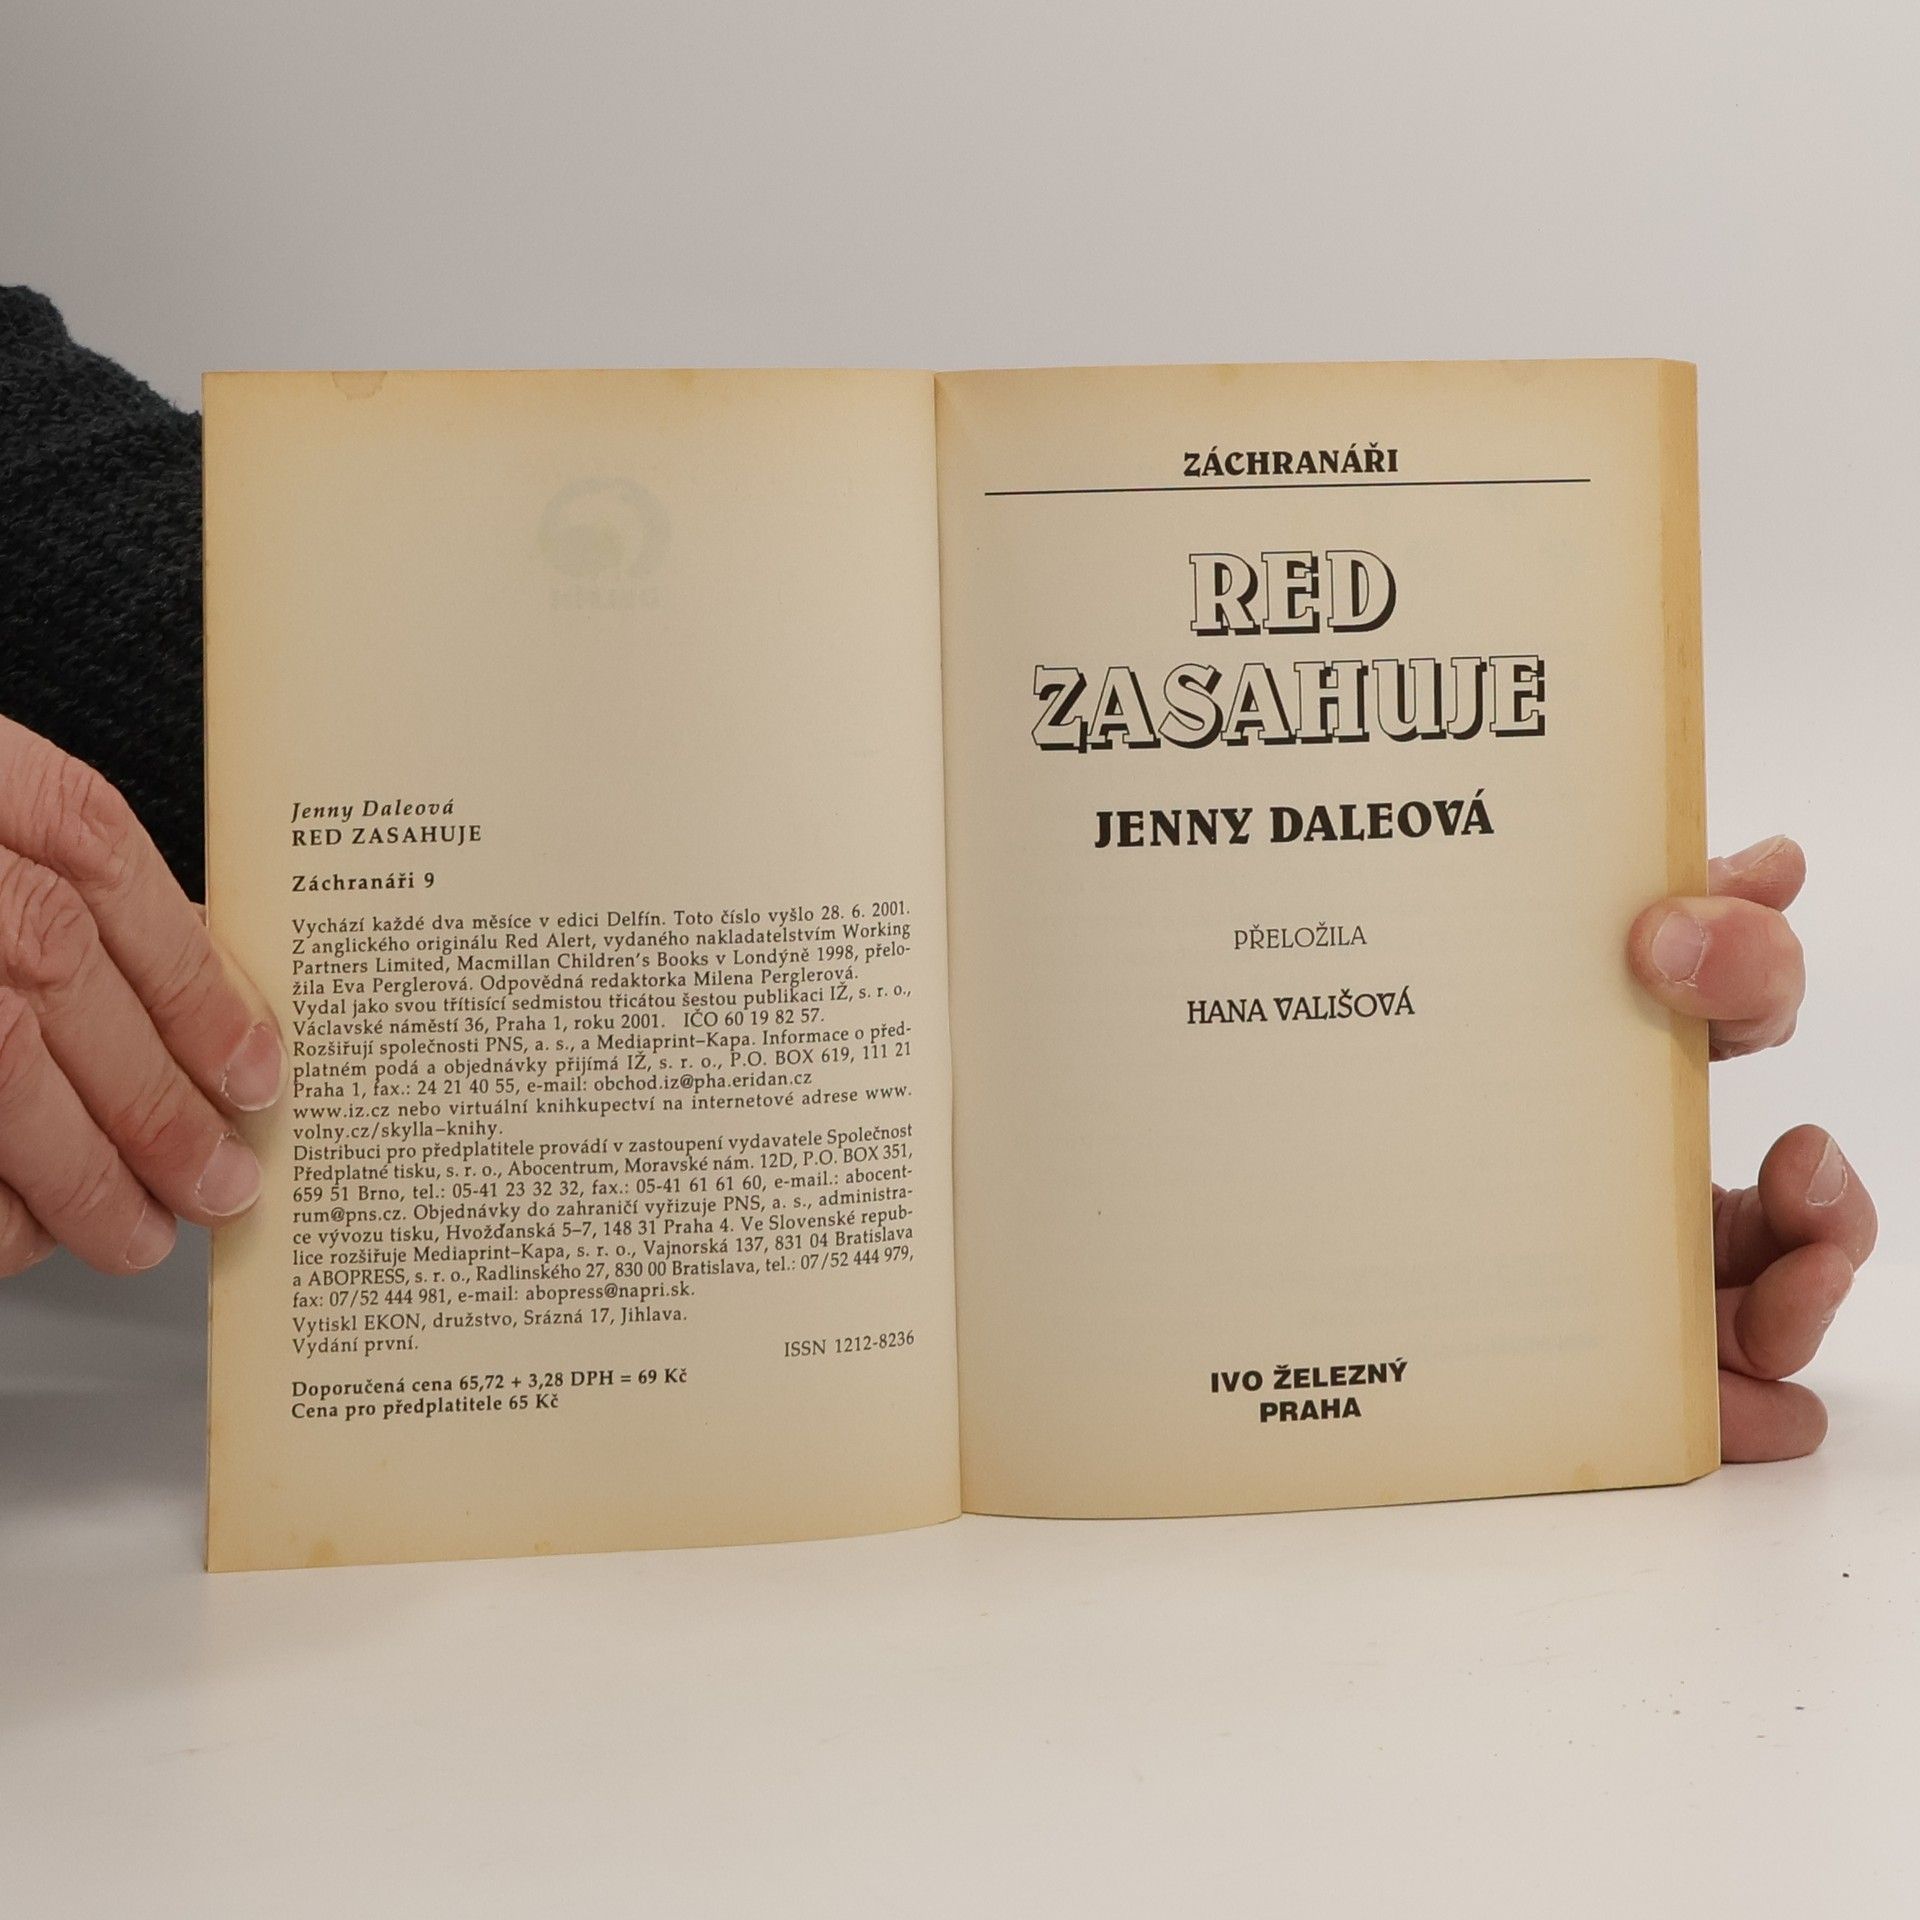 Jenny Daleová
RED ZASAHUJE
Záchranáři 9
Vychází každé dva měsíce v edici Delfín. Toto číslo vyšlo 28. 6. 2001.
Z anglického originálu Red Alert, vydaného nakladatelstvím Working
Partners Limited, Macmillan Children's Books v Londýně 1998, přelo-
žila Eva Perglerová. Odpovědná redaktorka Milena Perglerová.
Vydal jako svou třítisící sedmistou třicátou šestou publikaci IŽ, s. r. o.,
Václavské náměstí 36, Praha 1, roku 2001. IČO 60 19 82 57.
Rozšiřují společnosti PNS, a. s., a Mediaprint–Kapa. Informace o před-
platném podá a objednávky přijímá IŽ, s. r. o., P.O. BOX 619, 111 21
Praha 1, fax.: 24 21 40 55, e-mail: obchod.iz@pha.eridan.cz
www.iz.cz nebo virtuální knihkupectví na internetové adrese www.
volny.cz/skylla–knihy.
Distribuci pro předplatitele provádí v zastoupení vydavatele Společnost
Předplatné tisku, s. r. o., Abocentrum, Moravské nám. 12D, P.O. BOX 351,
659 51 Brno, tel.: 05-41 23 32 32, fax.: 05-41 61 61 60, e-mail.: abocent-
rum@pns.cz. Objednávky do zahraničí vyřizuje PNS, a. s., administra-
ce vývozu tisku, Hvožďanská 5–7, 148 31 Praha 4. Ve Slovenské repub-
lice rozšiřuje Mediaprint–Kapa, s. r. o., Vajnorská 137, 831 04 Bratislava
a ABOPRESS, s. r. o., Radlinského 27, 830 00 Bratislava, tel.: 07/52 444 979,
fax: 07/52 444 981, e-mail: abopress@napri.sk.
Vytiskl EKON, družstvo, Srázná 17, Jihlava.
Vydání první.
ISSN 1212-8236
Doporučená cena 65,72 + 3,28 DPH = 69 Kč
Cena pro předplatitele 65 Kč
ZÁCHRANÁŘI
RED
ZASAHUJE
JENNY DALEOVÁ
PŘELOŽILA
HANA VALIŠOVÁ
IVO ŽELEZNÝ
PRAHA